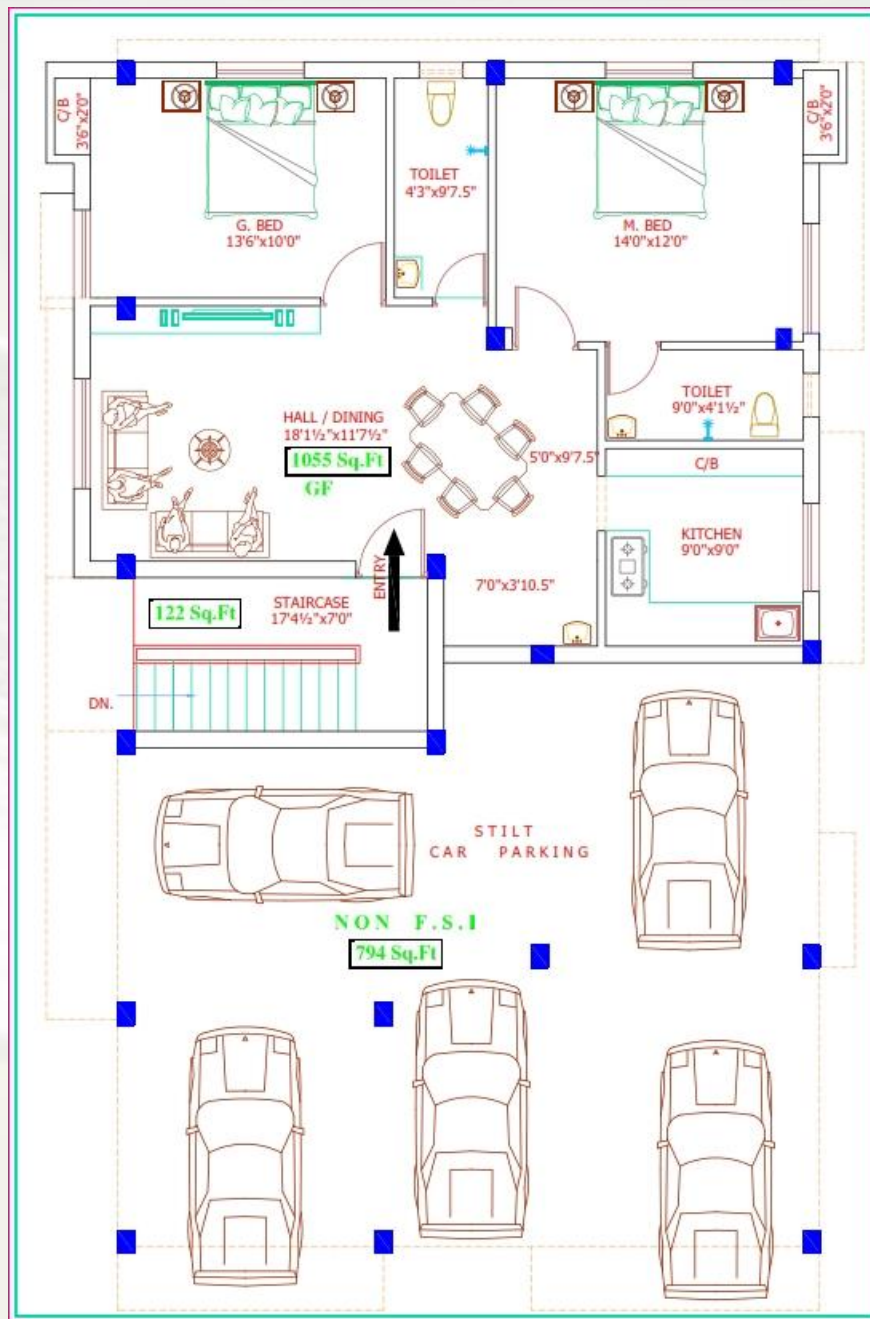 C/B
3'6"x2'0"
C/B
3'6"x2'0"
TOILET
4'3"x9'7.5"
G. BED
13'6"x10'0"
M. BED
14'0"x12'0"
TOILET
9'0"x4'1½"
HALL / DINING
18'1½"x11'7½"
1055 Sq.Ft
GF
5'0"x9'7.5"
C/B
KITCHEN
9'0"x9'0"
ENTRY
7'0"x3'10.5"
122 Sq.Ft
STAIRCASE
17'4½"x7'0"
DN.
STILT
CAR PARKING
NON F.S.I
794 Sq.Ft